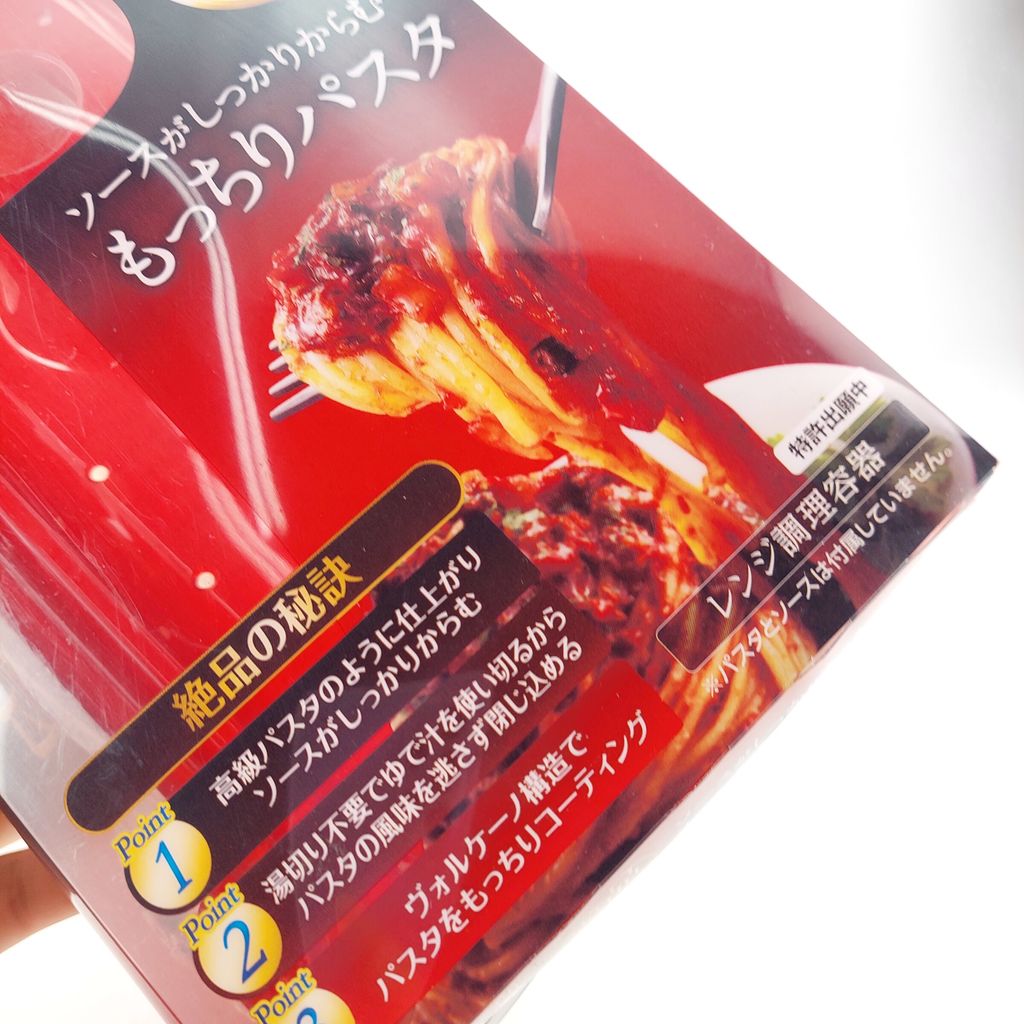 ソースがしっかりからむ
もっちりパスタ
特許出願中
レンジ調理容器
※パスタとソースは付属していません。
絶品の秘訣
Point
1
高級パスタのように仕上がり
ソースがしっかりからむ
Point
2
湯切り不要でゆで汁を使い切るから
パスタの風味を逃さず閉じ込める
Point
3
ヴォルケーノ構造で
パスタをもっちりコーティング